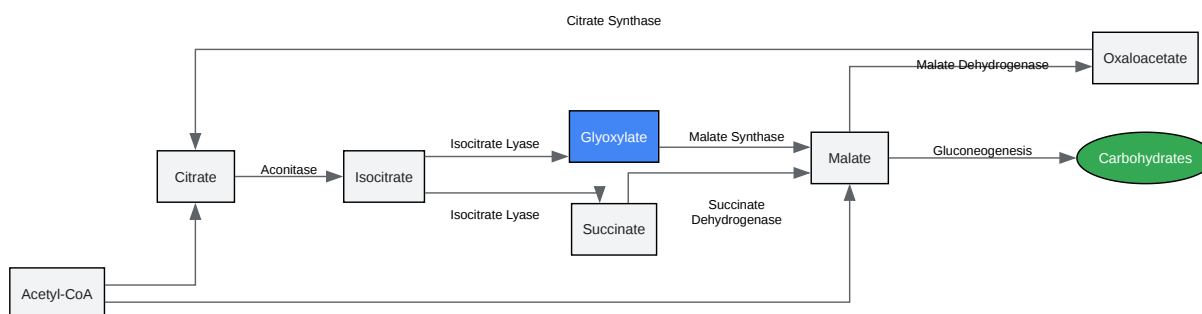 Citrate Synthase
Oxaloacetate
Malate Dehydrogenase
Glyoxylate
Isocitrate Lyase
Malate Synthase
Malate
Gluconeogenesis
Carbohydrates
Citrate
Aconitase
Isocitrate
Isocitrate Lyase
Succinate
Succinate
Dehydrogenase
Acetyl-CoA